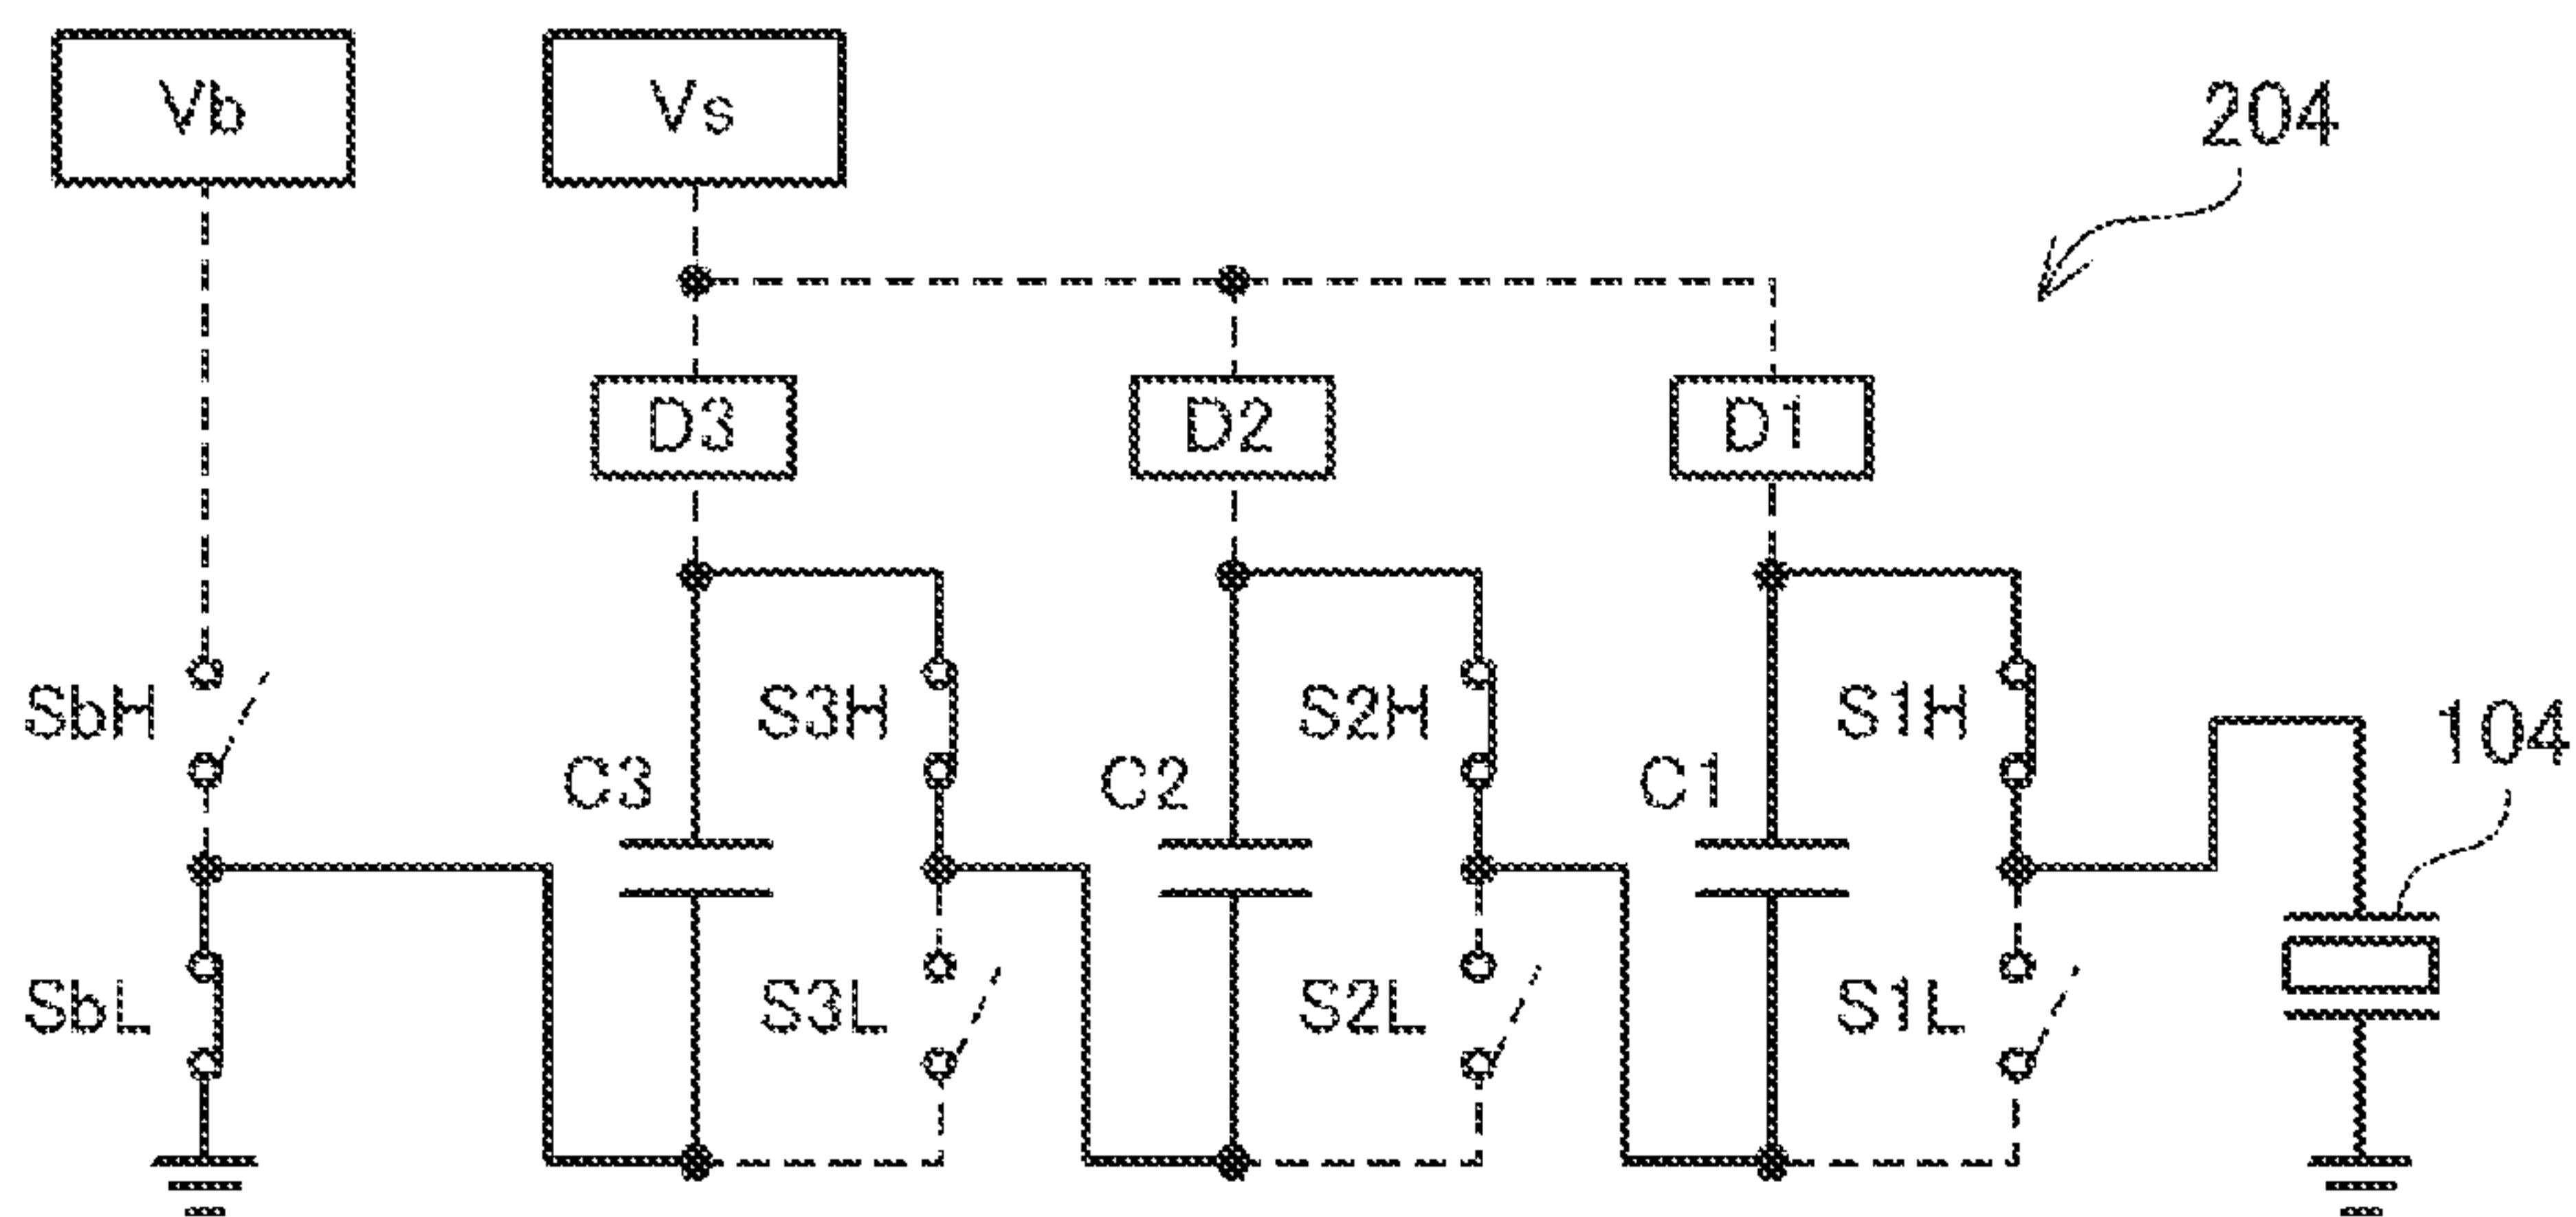 Vb
Vs
204
D3
D2
D1
SbH
S3H
S2H
S1H
104
C3
C2
C1
SbL
S3L
S2L
S1L